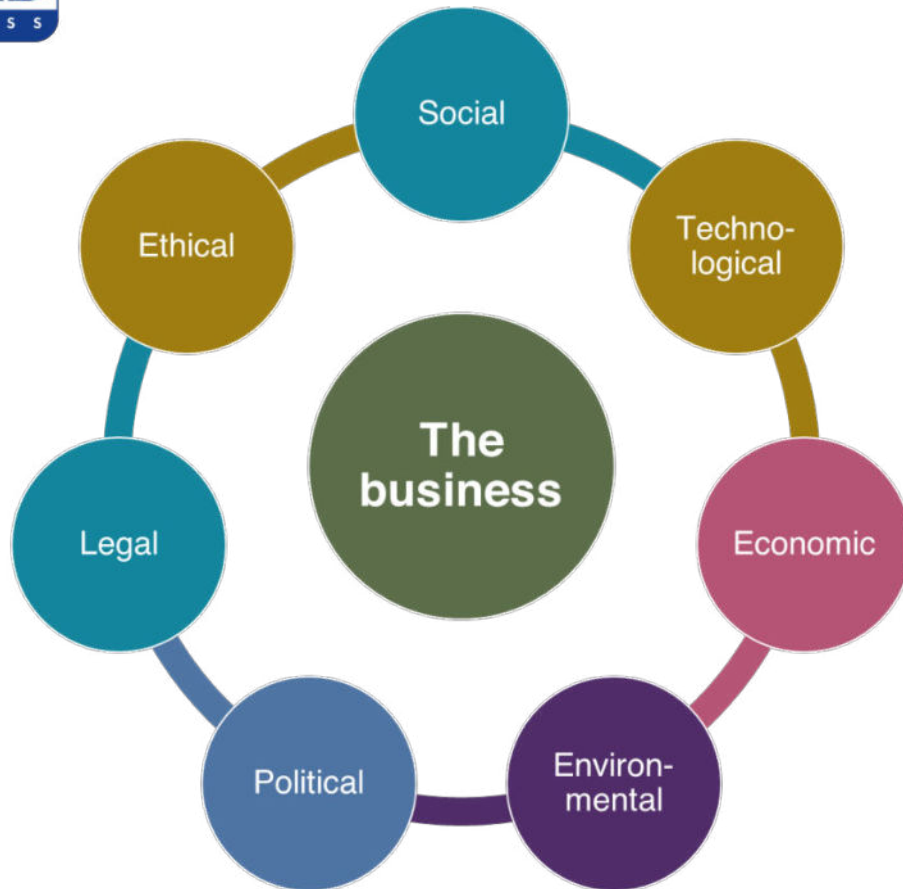 S S
Social
Techno-
logical
Economic
Environ-
mental
Political
Legal
Ethical
The
business